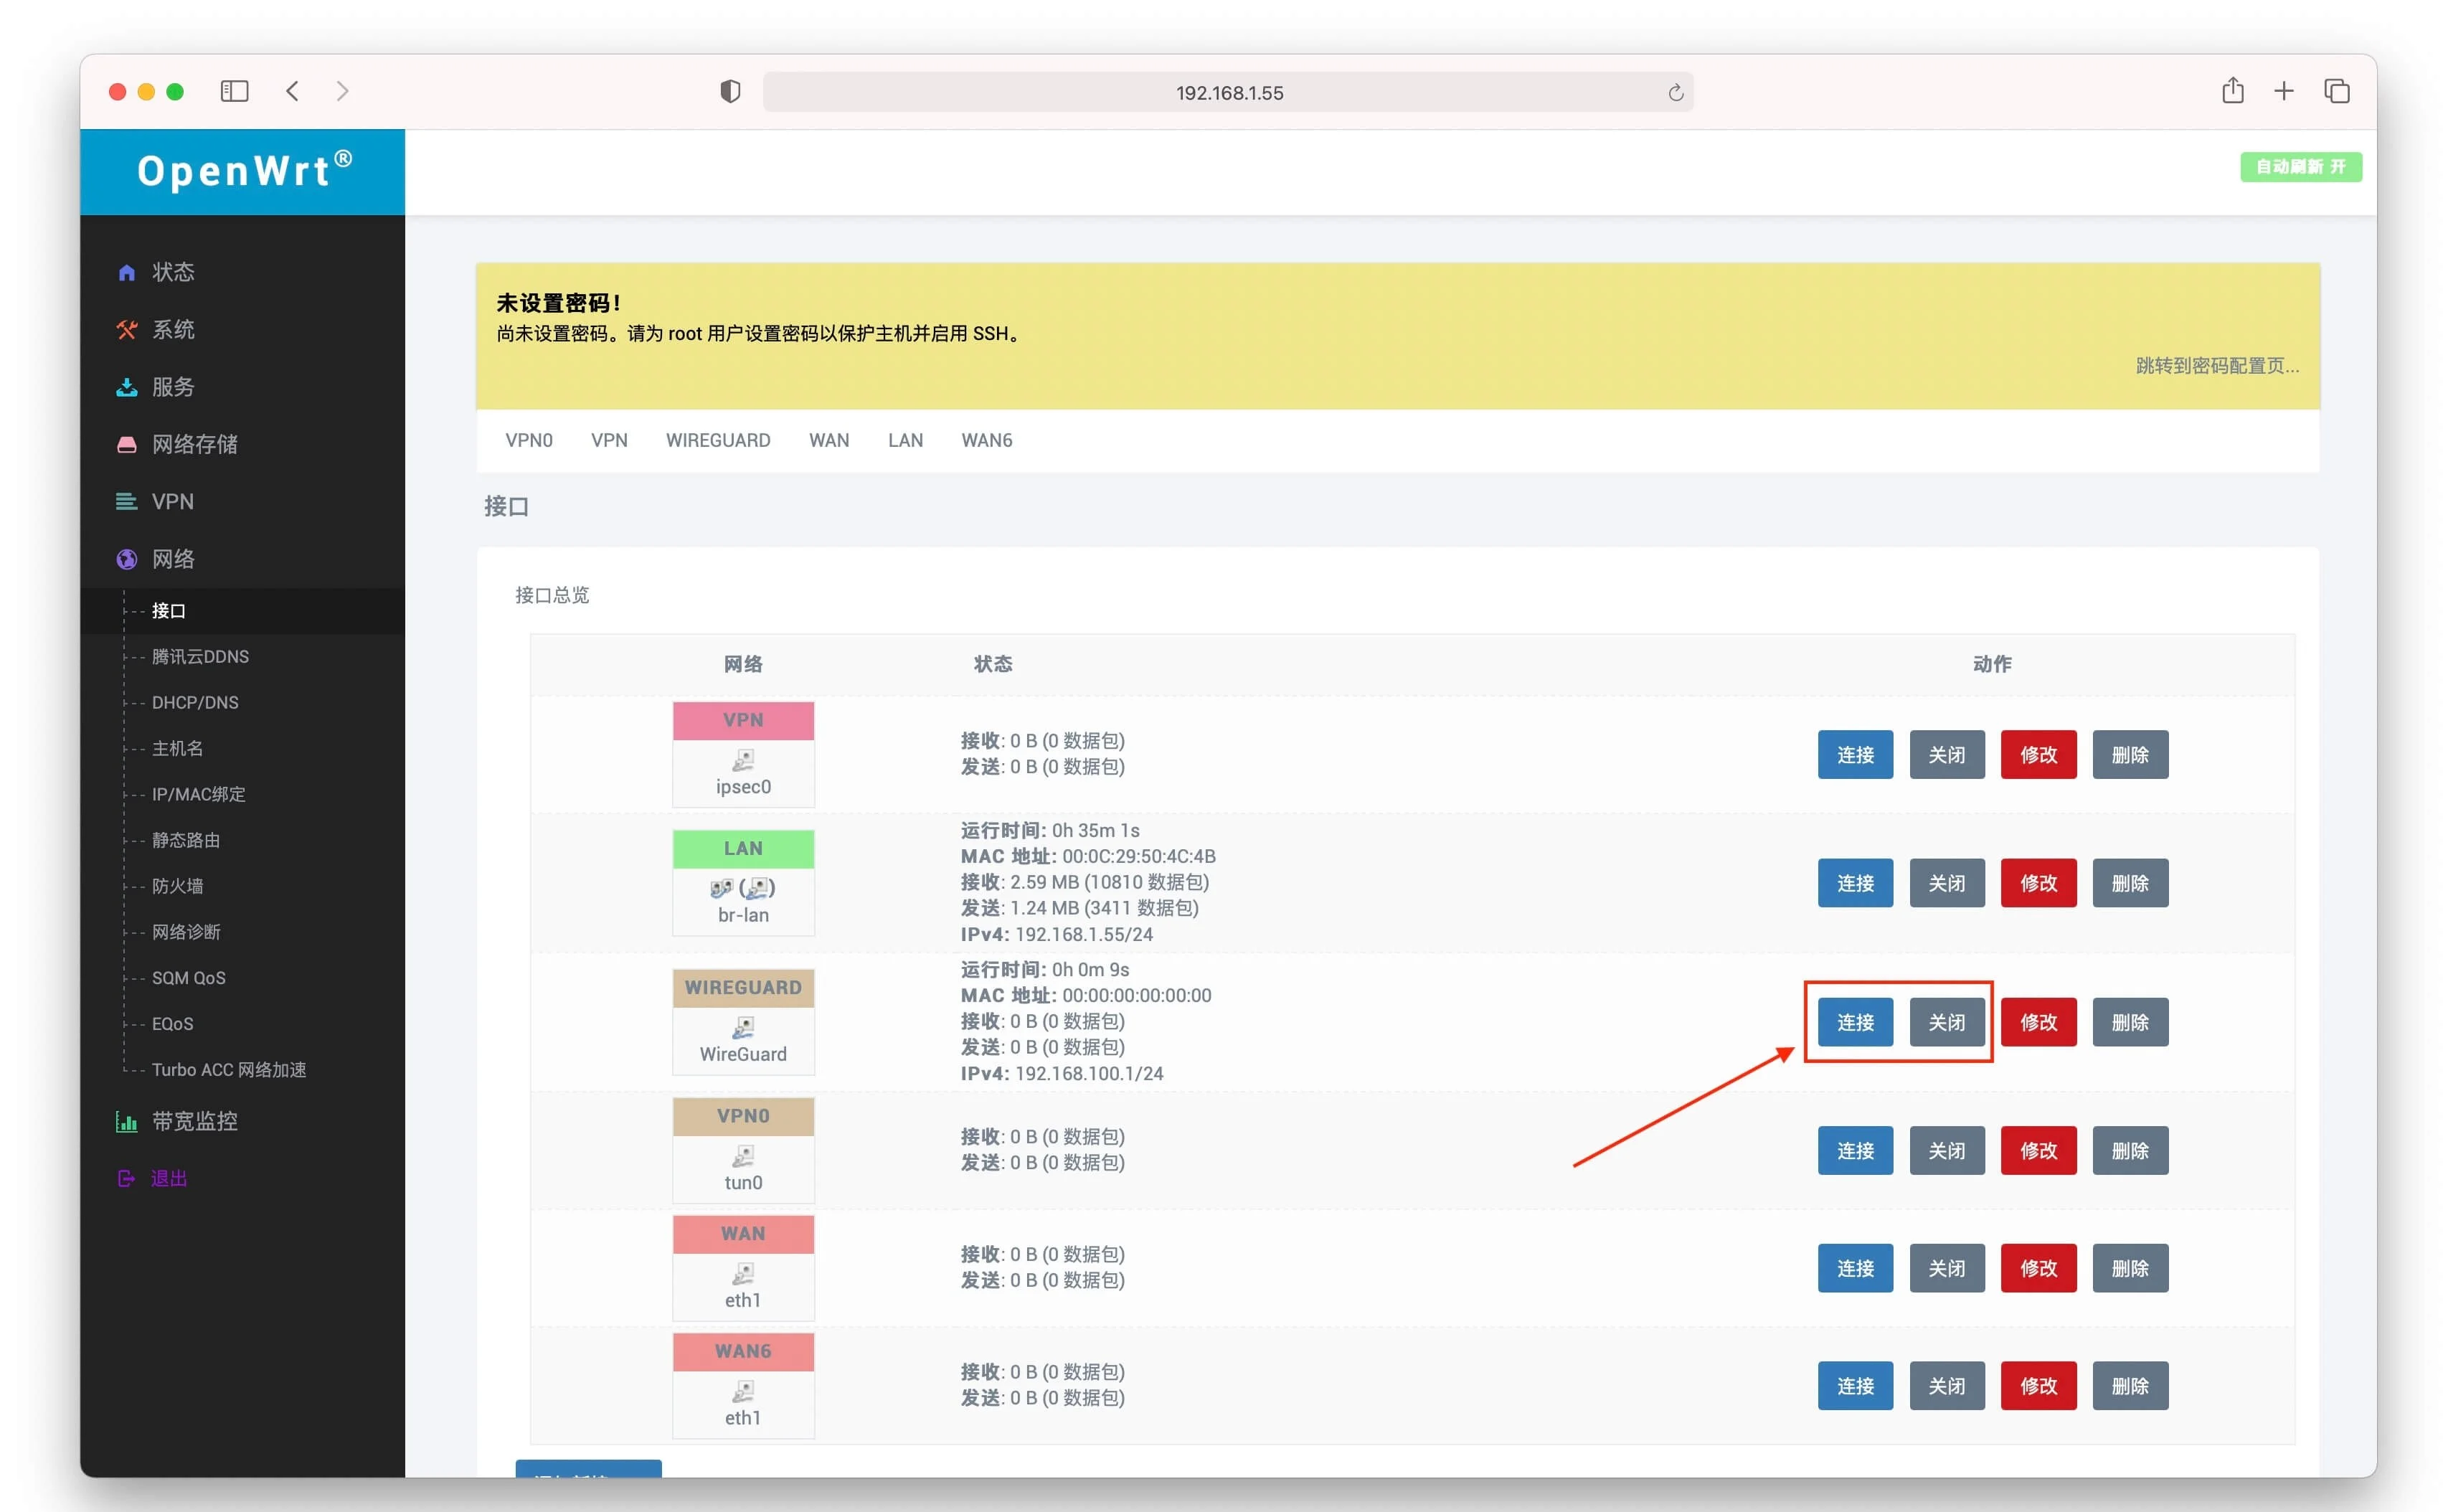 192.168.1.55
OpenWrt®
自动刷新 开
状态
系统
服务
网络存储
VPN
网络
接口
腾讯云DDNS
DHCP/DNS
主机名
IP/MAC绑定
静态路由
防火墙
网络诊断
SQM QoS
EQoS
Turbo ACC 网络加速
带宽监控
退出
未设置密码!
尚未设置密码。请为 root 用户设置密码以保护主机并启用 SSH。
跳转到密码配置页...
VPN0 VPN WIREGUARD WAN LAN WAN6
接口
接口总览
网络 状态 动作
VPN
ipsec0
接收: 0 B (0 数据包)
发送: 0 B (0 数据包)
连接 关闭 修改 删除
LAN
( )
br-lan
运行时间: 0h 35m 1s
MAC 地址: 00:0C:29:50:4C:4B
接收: 2.59 MB (10810 数据包)
发送: 1.24 MB (3411 数据包)
IPv4: 192.168.1.55/24
连接 关闭 修改 删除
WIREGUARD
WireGuard
运行时间: 0h 0m 9s
MAC 地址: 00:00:00:00:00:00
接收: 0 B (0 数据包)
发送: 0 B (0 数据包)
IPv4: 192.168.100.1/24
连接 关闭 修改 删除
VPN0
tun0
接收: 0 B (0 数据包)
发送: 0 B (0 数据包)
连接 关闭 修改 删除
WAN
eth1
接收: 0 B (0 数据包)
发送: 0 B (0 数据包)
连接 关闭 修改 删除
WAN6
eth1
接收: 0 B (0 数据包)
发送: 0 B (0 数据包)
连接 关闭 修改 删除